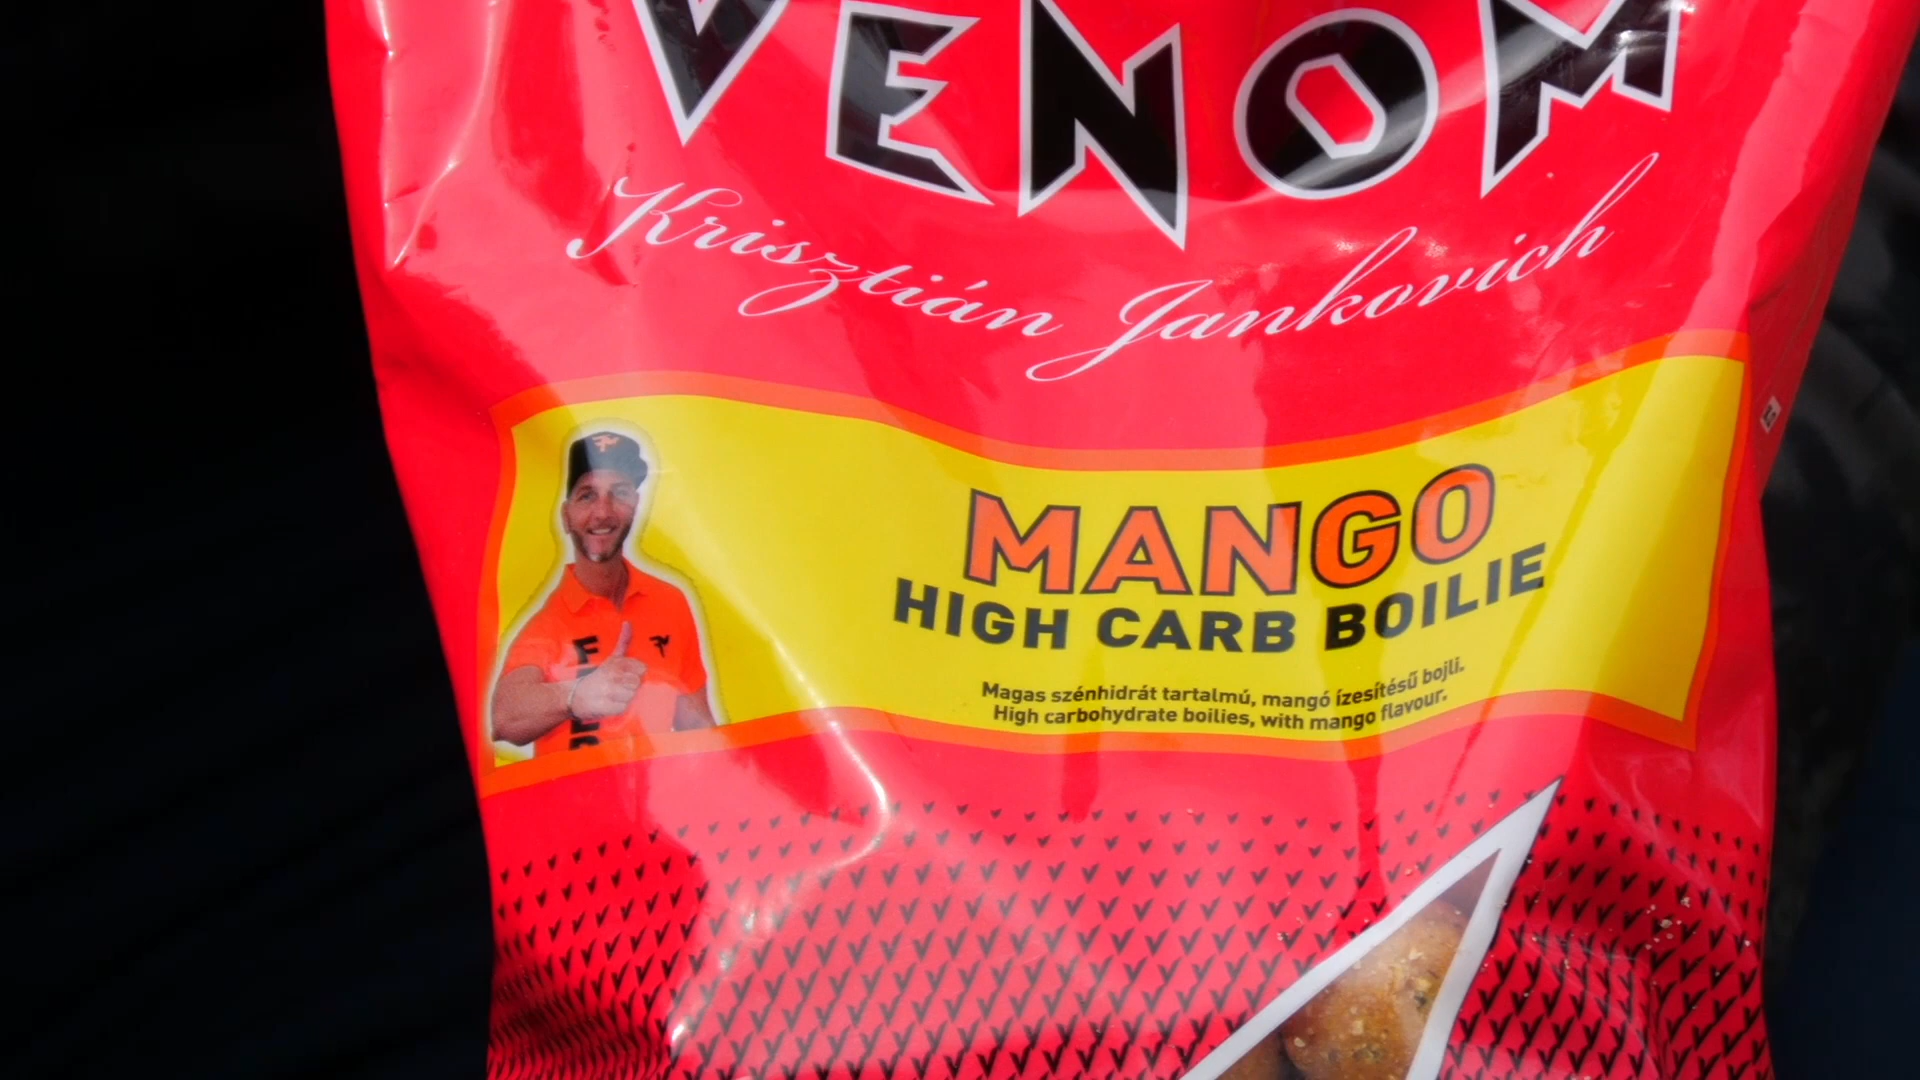 VENOM
Krisztián Jankovich
MANGO
HIGH CARB BOILIE
Magas szénhidrát tartalmú, mangó ízesítésű bojli.
High carbohydrate boilies, with mango flavour.